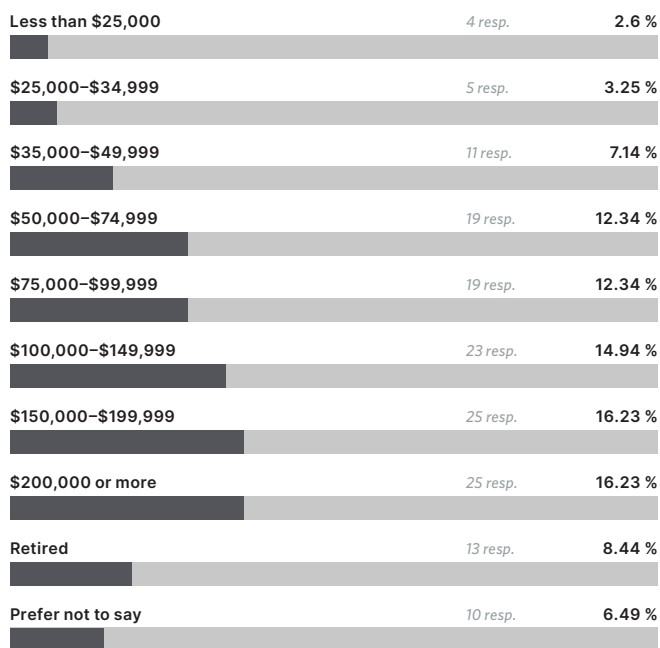 Less than $25,000 4 resp. 2.6 %
$25,000–$34,999 5 resp. 3.25 %
$35,000–$49,999 11 resp. 7.14 %
$50,000–$74,999 19 resp. 12.34 %
$75,000–$99,999 19 resp. 12.34 %
$100,000–$149,999 23 resp. 14.94 %
$150,000–$199,999 25 resp. 16.23 %
$200,000 or more 25 resp. 16.23 %
Retired 13 resp. 8.44 %
Prefer not to say 10 resp. 6.49 %